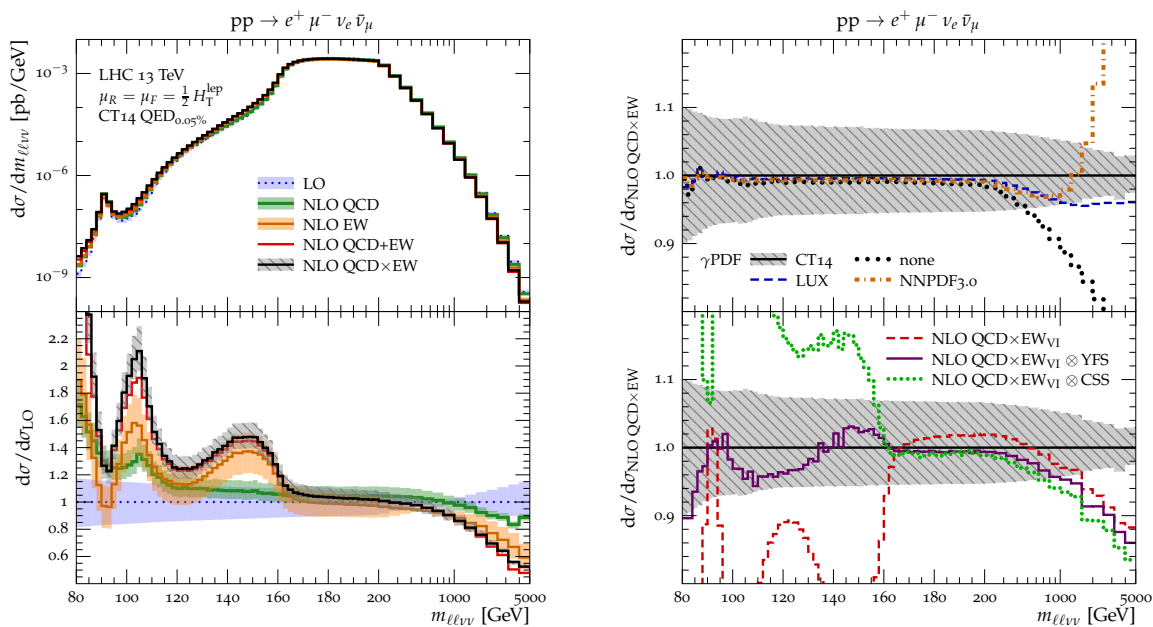 pp → e⁺ μ⁻ νₑ ν̄_μ
dσ/dm_ℓℓνν [pb/GeV]
10⁻³
10⁻⁶
10⁻⁹
LHC 13 TeV
μ_R = μ_F = ½ H_T^lep
CT14 QED_0.05%
LO
NLO QCD
NLO EW
NLO QCD+EW
NLO QCD×EW
dσ/dσ_LO
2.2
2
1.8
1.6
1.4
1.2
1
0.8
0.6
80 100 120 140 160 200 1000 5000
m_ℓℓνν [GeV]
pp → e⁺ μ⁻ νₑ ν̄_μ
dσ/dσ_NLO QCD×EW
1.1
1.0
0.9
γPDF
CT14
none
LUX
NNPDF3.0
dσ/dσ_NLO QCD×EW
1.1
1.0
0.9
NLO QCD×EW_VI
NLO QCD×EW_VI ⊗ YFS
NLO QCD×EW_VI ⊗ CSS
80 100 120 140 160 200 1000 5000
m_ℓℓνν [GeV]